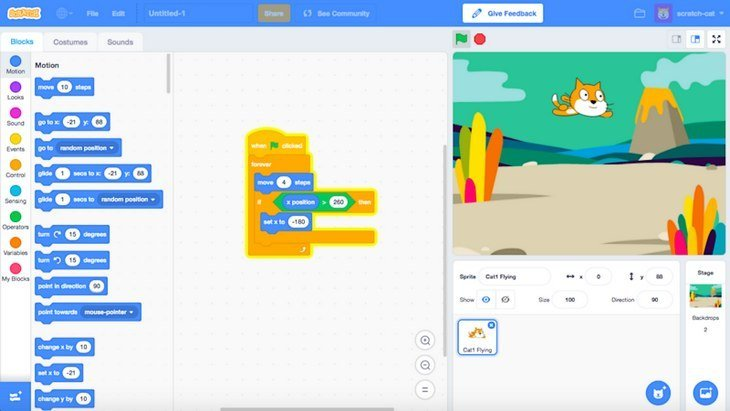 SCRATCH File Edit Untitled-1 Share See Community Give Feedback scratch-cat
Blocks Costumes Sounds
Motion
Looks
Sound
Events
Control
Sensing
Operators
Variables
My Blocks
Motion
move 10 steps
go to x: -21 y: 88
go to random position
glide 1 secs to x: -21 y: 88
glide 1 secs to random position
turn 15 degrees
turn 15 degrees
point in direction 90
point towards mouse-pointer
change x by 10
set x to -21
change y by 10
when clicked
forever
move 4 steps
if x position > 260 then
set x to -180
Sprite Cat1 Flying x 0 y 88
Show Size 100 Direction 90
Cat1 Flying
Stage
Backdrops
2